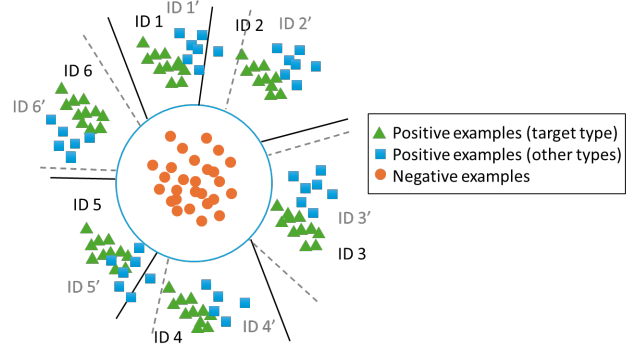 ID 1'
ID 1
ID 2
ID 2'
ID 6
ID 6'
Positive examples (target type)
Positive examples (other types)
Negative examples
ID 5
ID 3'
ID 3
ID 5'
ID 4
ID 4'